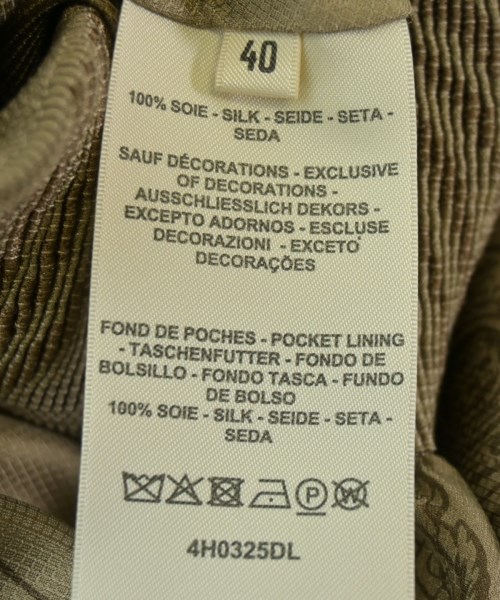 40
100% SOIE - SILK - SEIDE - SETA -
SEDA
SAUF DÉCORATIONS - EXCLUSIVE
OF DECORATIONS -
AUSSCHLIESSLICH DEKORS -
EXCEPTO ADORNOS - ESCLUSE
DECORAZIONI - EXCETO
DECORAÇÕES
FOND DE POCHES - POCKET LINING
- TASCHENFUTTER - FONDO DE
BOLSILLO - FONDO TASCA - FUNDO
DE BOLSO
100% SOIE - SILK - SEIDE - SETA -
SEDA
P W
4H0325DL